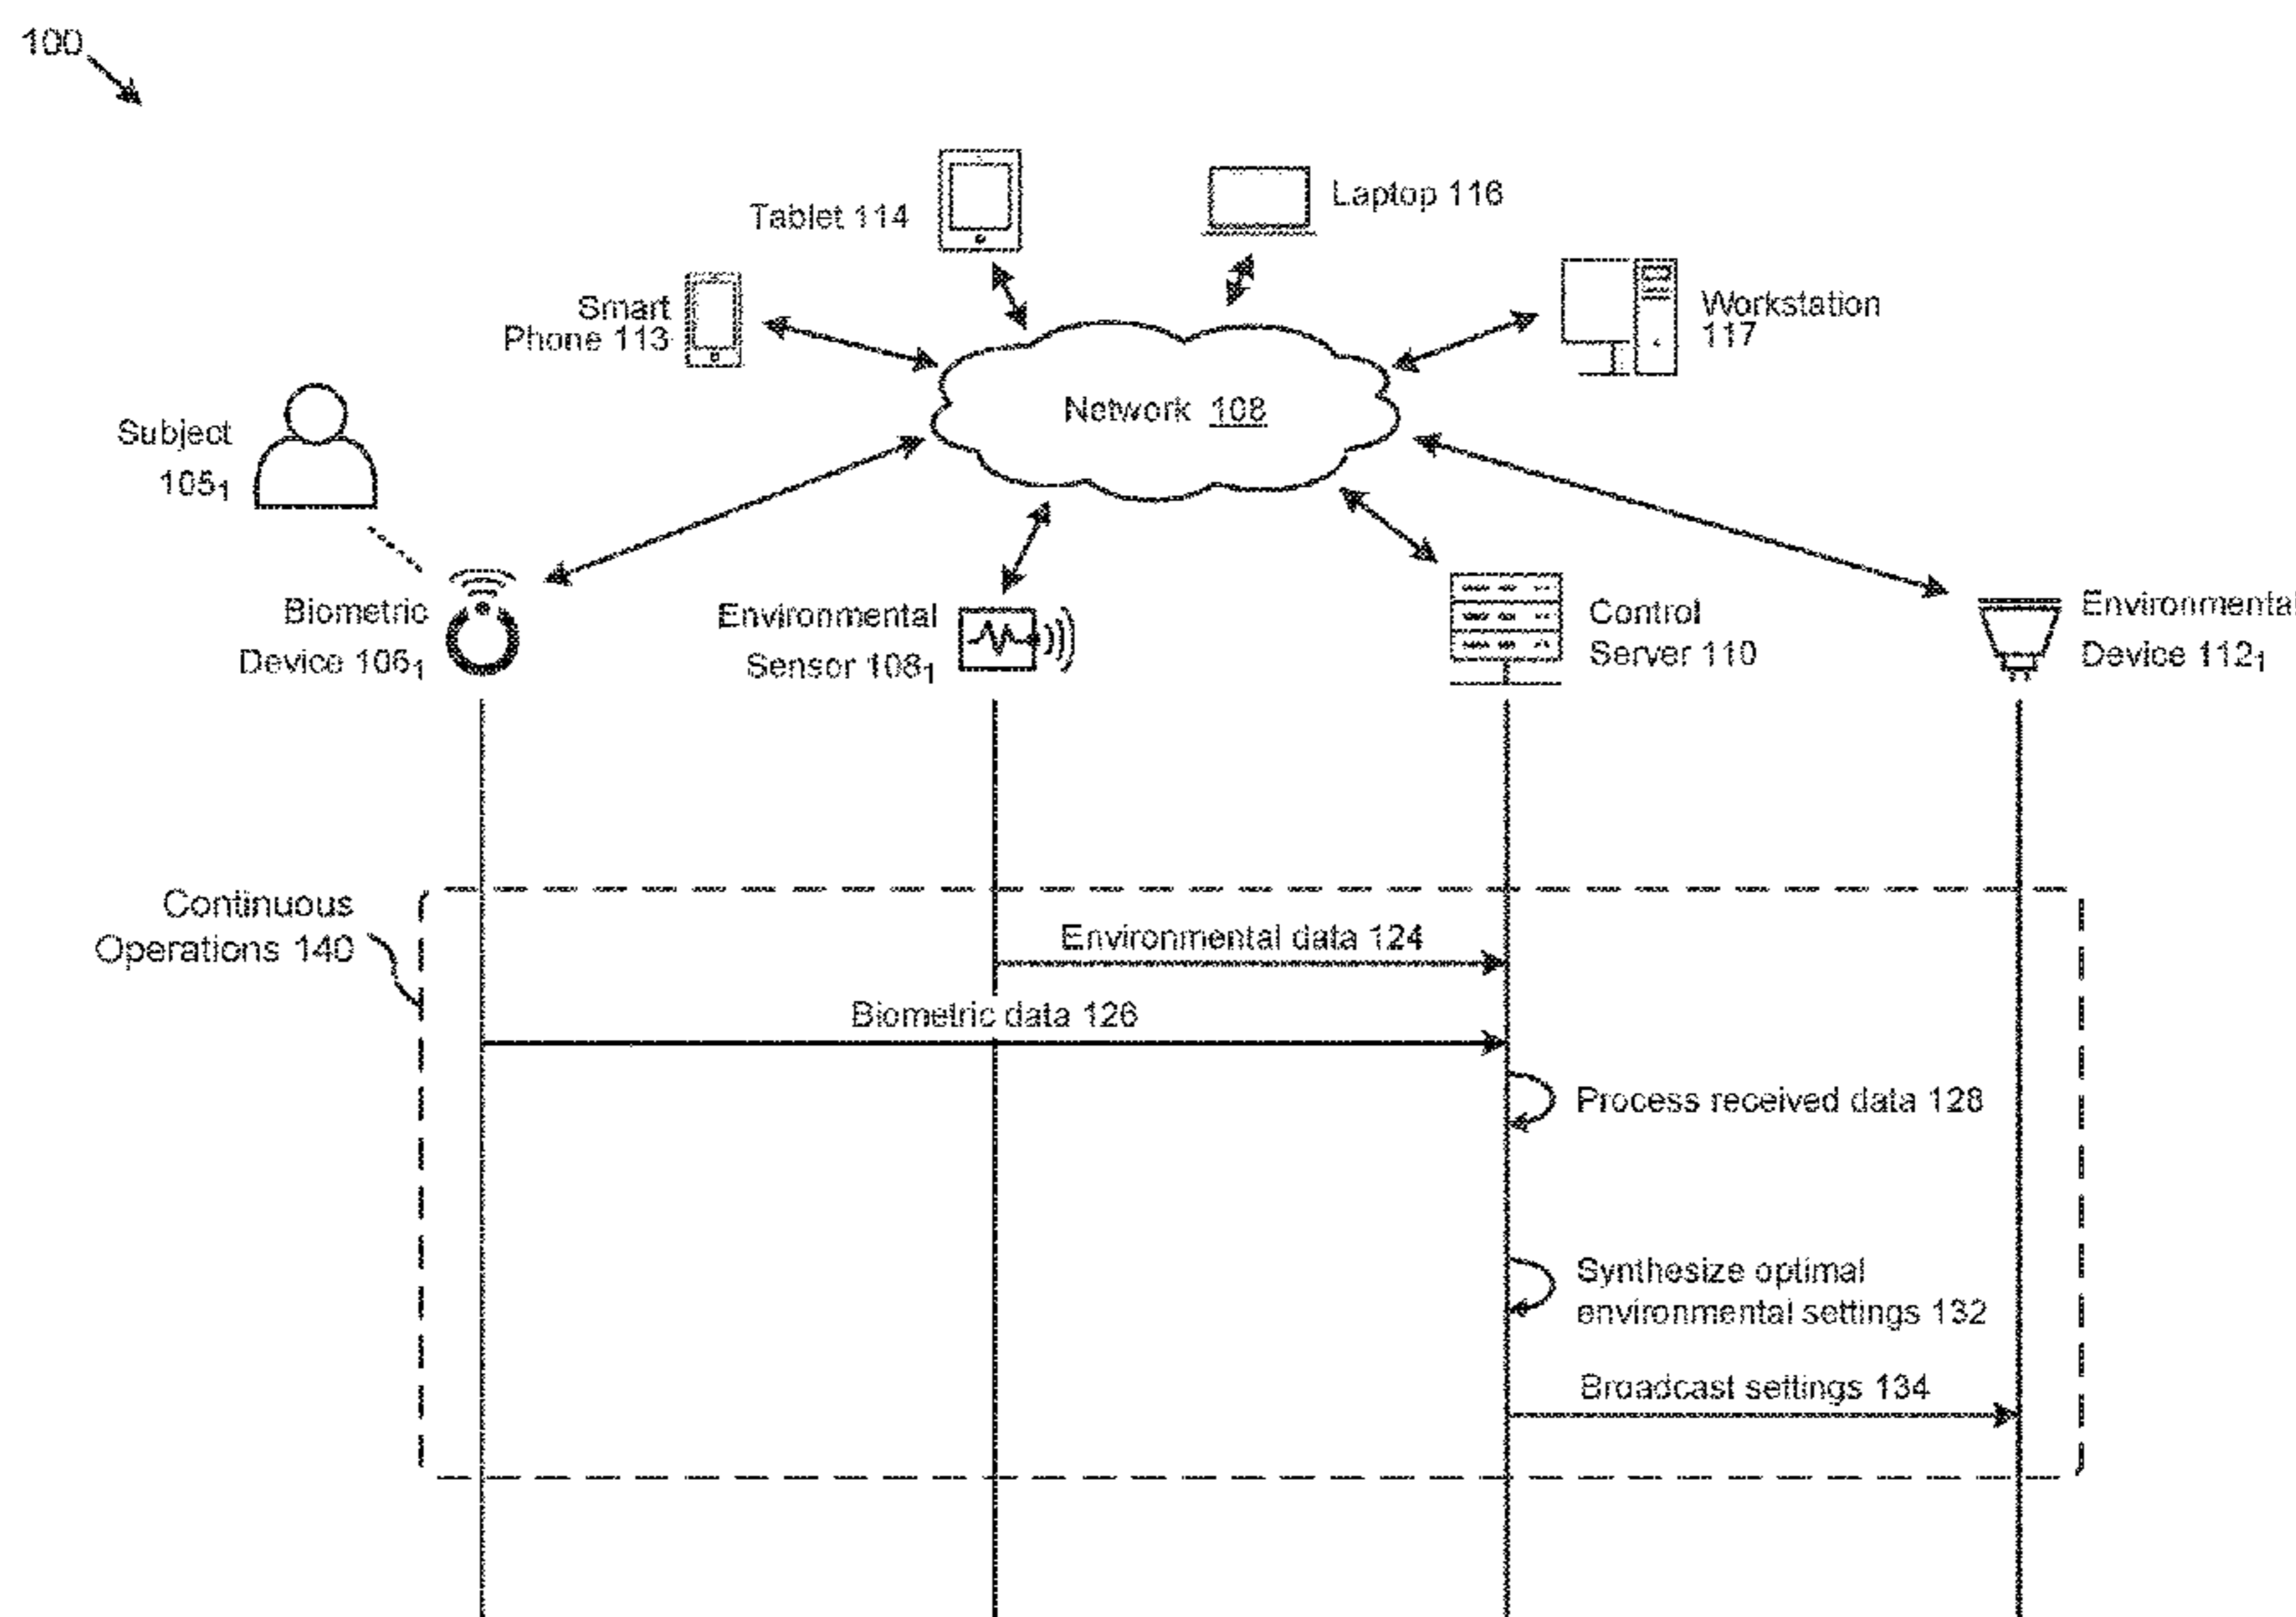 100
Tablet 114
Laptop 116
Smart
Phone 113
Workstation
117
Network 108
Subject
105₁
Biometric
Device 106₁
Environmental
Sensor 108₁
Control
Server 110
Environmental
Device 112₁
Continuous
Operations 140
Environmental data 124
Biometric data 126
Process received data 128
Synthesize optimal
environmental settings 132
Broadcast settings 134